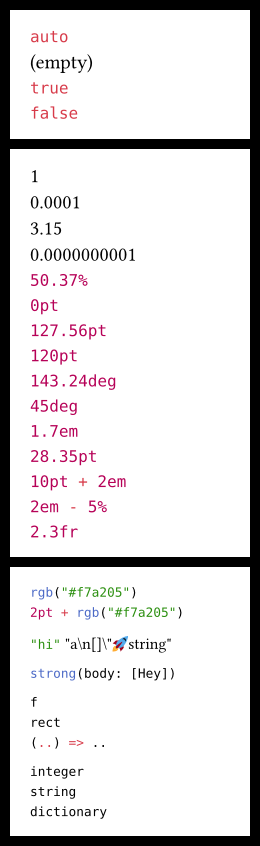 auto
(empty)
true
false
1
0.0001
3.15
0.0000000001
50.37%
0pt
127.56pt
120pt
143.24deg
45deg
1.7em
28.35pt
10pt + 2em
2em - 5%
2.3fr
rgb("#f7a205")
2pt + rgb("#f7a205")
"hi" "a\n[]\"🚀string"
strong(body: [Hey])
f
rect
(..) => ..
integer
string
dictionary